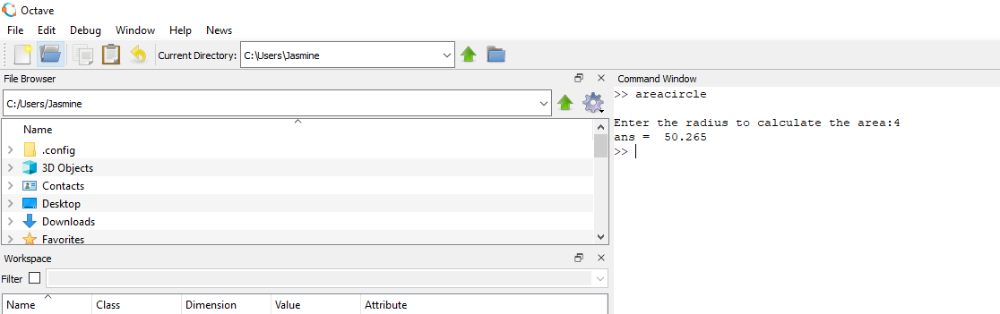 Octave
File Edit Debug Window Help News
Current Directory: C:\Users\Jasmine
File Browser
C:/Users/Jasmine
Name
.config
3D Objects
Contacts
Desktop
Downloads
Favorites
Workspace
Filter
Name Class Dimension Value Attribute
Command Window
>> areacircle
Enter the radius to calculate the area:4
ans =  50.265
>>